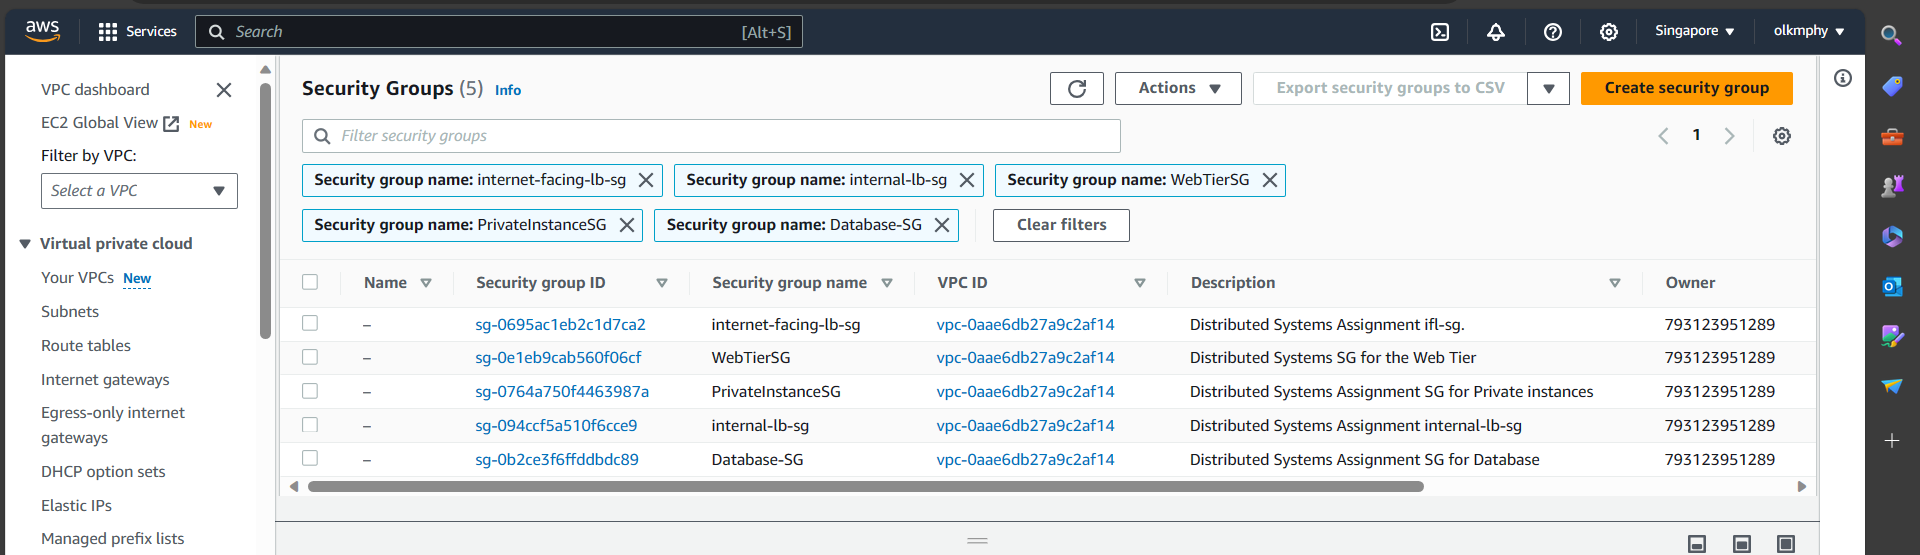 aws Services Search [Alt+S] Singapore olkmphy
VPC dashboard
EC2 Global View New
Filter by VPC:
Select a VPC
Virtual private cloud
Your VPCs New
Subnets
Route tables
Internet gateways
Egress-only internet
gateways
DHCP option sets
Elastic IPs
Managed prefix lists
Security Groups (5) Info Actions Export security groups to CSV Create security group
Filter security groups 1
Security group name: internet-facing-lb-sg Security group name: internal-lb-sg Security group name: WebTierSG
Security group name: PrivateInstanceSG Security group name: Database-SG Clear filters
Name Security group ID Security group name VPC ID Description Owner
– sg-0695ac1eb2c1d7ca2 internet-facing-lb-sg vpc-0aae6db27a9c2af14 Distributed Systems Assignment ifl-sg. 793123951289
– sg-0e1eb9cab560f06cf WebTierSG vpc-0aae6db27a9c2af14 Distributed Systems SG for the Web Tier 793123951289
– sg-0764a750f4463987a PrivateInstanceSG vpc-0aae6db27a9c2af14 Distributed Systems Assignment SG for Private instances 793123951289
– sg-094ccf5a510f6cce9 internal-lb-sg vpc-0aae6db27a9c2af14 Distributed Systems Assignment internal-lb-sg 793123951289
– sg-0b2ce3f6ffddbdc89 Database-SG vpc-0aae6db27a9c2af14 Distributed Systems Assignment SG for Database 793123951289